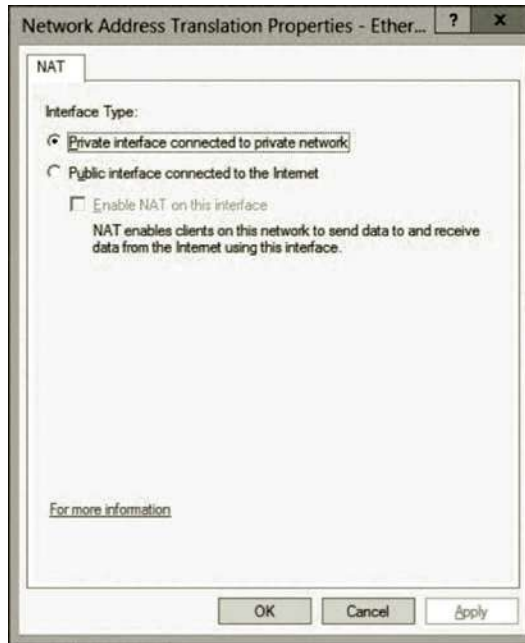 Network Address Translation Properties - Ether...
?
x
NAT
Interface Type:
Private interface connected to private network
Public interface connected to the Internet
Enable NAT on this interface
NAT enables clients on this network to send data to and receive
data from the Internet using this interface.
For more information
OK
Cancel
Apply